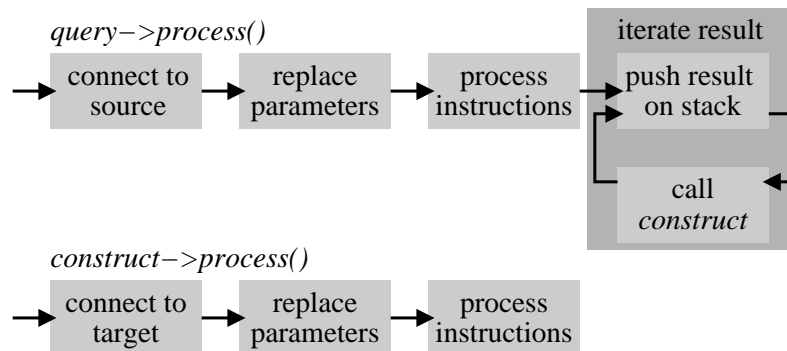 query−>process()
connect to
source
replace
parameters
process
instructions
iterate result
push result
on stack
call
construct
construct−>process()
connect to
target
replace
parameters
process
instructions